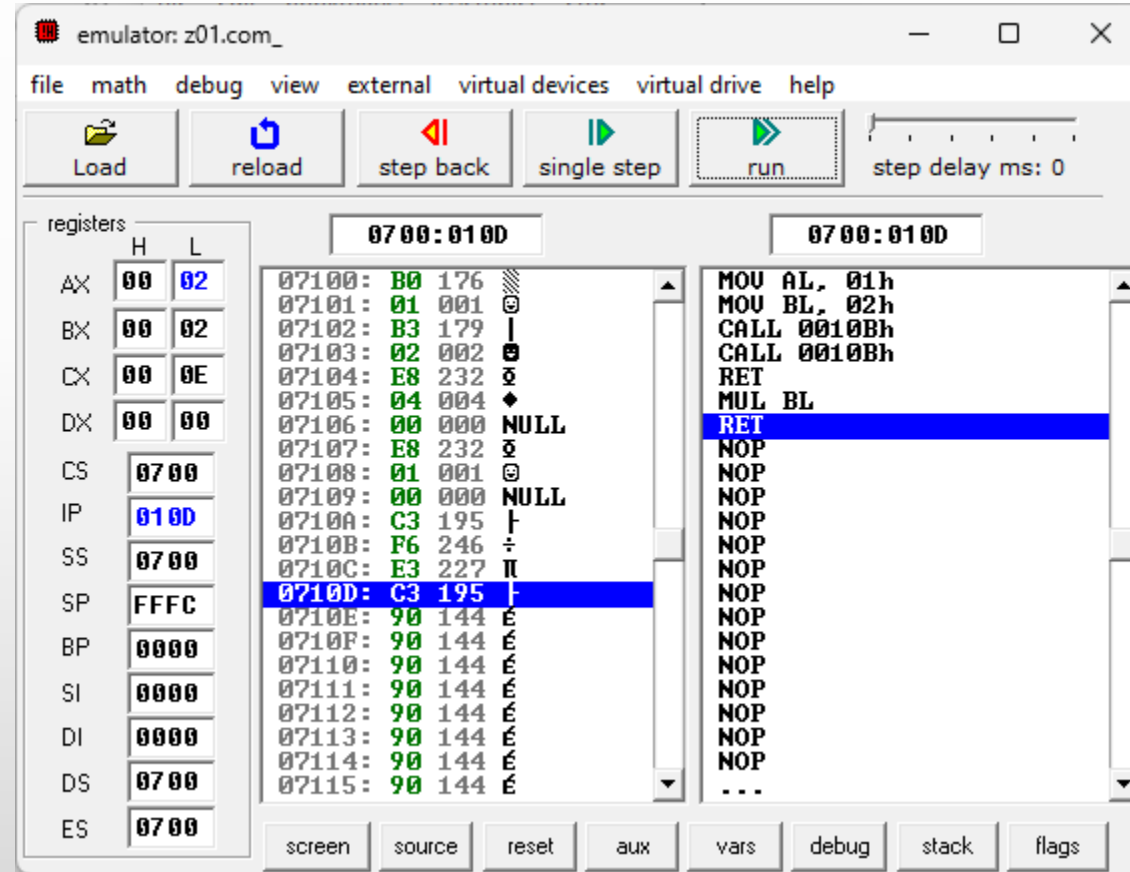 emulator: z01.com_
file math debug view external virtual devices virtual drive help
Load reload step back single step run step delay ms: 0
registers
H L
0700:010D 0700:010D
AX 00 02
BX 00 02
CX 00 0E
DX 00 00
CS 0700
IP 010D
SS 0700
SP FFFC
BP 0000
SI 0000
DI 0000
DS 0700
ES 0700
07100: B0 176 ▒
07101: 01 001 ☺
07102: B3 179 │
07103: 02 002 ☻
07104: E8 232 Φ
07105: 04 004 ♦
07106: 00 000 NULL
07107: E8 232 Φ
07108: 01 001 ☺
07109: 00 000 NULL
0710A: C3 195 ├
0710B: F6 246 ÷
0710C: E3 227 π
0710D: C3 195 ├
0710E: 90 144 É
0710F: 90 144 É
07110: 90 144 É
07111: 90 144 É
07112: 90 144 É
07113: 90 144 É
07114: 90 144 É
07115: 90 144 É
MOV AL, 01h
MOV BL, 02h
CALL 0010Bh
CALL 0010Bh
RET
MUL BL
RET
NOP
NOP
NOP
NOP
NOP
NOP
NOP
NOP
NOP
NOP
NOP
NOP
NOP
NOP
...
screen source reset aux vars debug stack flags